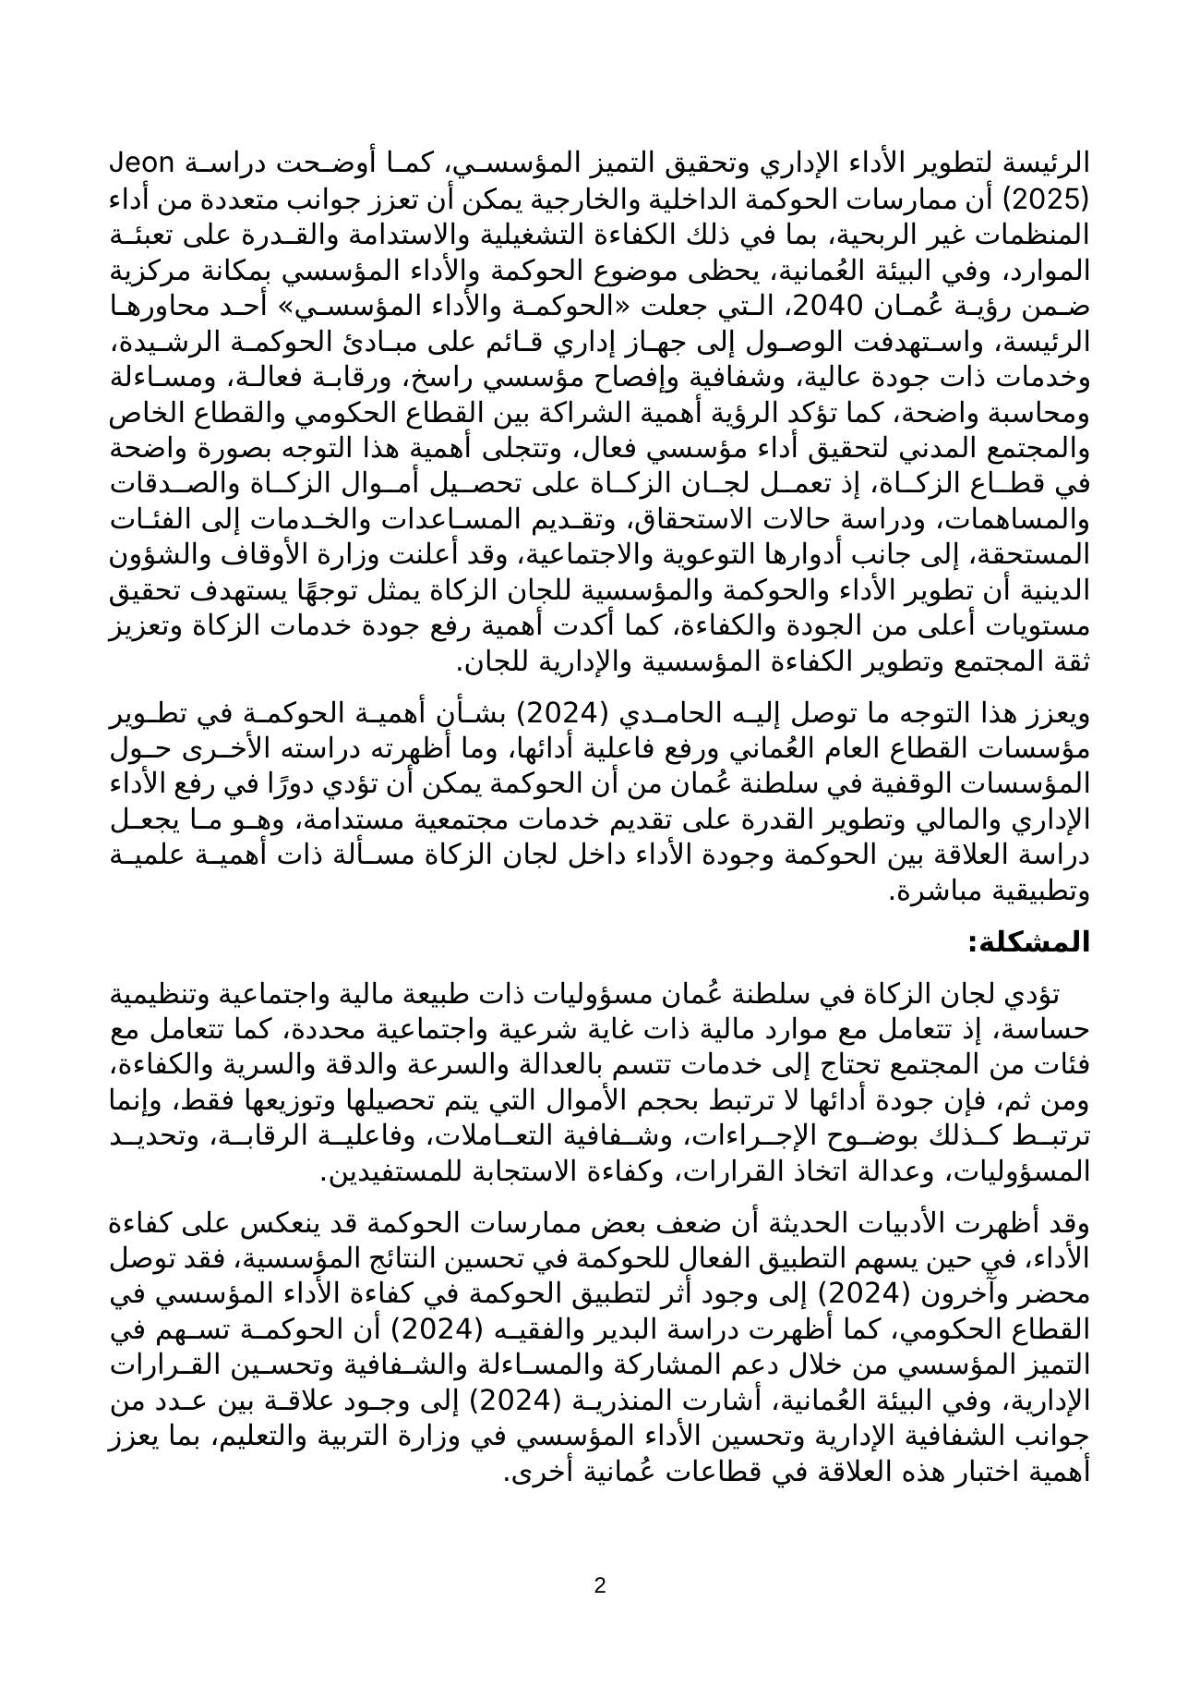 الرئيسة لتطوير الأداء الإداري وتحقيق التميز المؤسسي، كما أوضحت دراسة Jeon
(2025) أن ممارسات الحوكمة الداخلية والخارجية يمكن أن تعزز جوانب متعددة من أداء
المنظمات غير الربحية، بما في ذلك الكفاءة التشغيلية والاستدامة والقدرة على تعبئة
الموارد، وفي البيئة العُمانية، يحظى موضوع الحوكمة والأداء المؤسسي بمكانة مركزية
ضمن رؤية عُمان 2040، التي جعلت «الحوكمة والأداء المؤسسي» أحد محاورها
الرئيسة، واستهدفت الوصول إلى جهاز إداري قائم على مبادئ الحوكمة الرشيدة،
وخدمات ذات جودة عالية، وشفافية وإفصاح مؤسسي راسخ، ورقابة فعالة، ومساءلة
ومحاسبة واضحة، كما تؤكد الرؤية أهمية الشراكة بين القطاع الحكومي والقطاع الخاص
والمجتمع المدني لتحقيق أداء مؤسسي فعال، وتتجلى أهمية هذا التوجه بصورة واضحة
في قطاع الزكاة، إذ تعمل لجان الزكاة على تحصيل أموال الزكاة والصدقات
والمساهمات، ودراسة حالات الاستحقاق، وتقديم المساعدات والخدمات إلى الفئات
المستحقة، إلى جانب أدوارها التوعوية والاجتماعية، وقد أعلنت وزارة الأوقاف والشؤون
الدينية أن تطوير الأداء والحوكمة والمؤسسية للجان الزكاة يمثل توجهًا يستهدف تحقيق
مستويات أعلى من الجودة والكفاءة، كما أكدت أهمية رفع جودة خدمات الزكاة وتعزيز
ثقة المجتمع وتطوير الكفاءة المؤسسية والإدارية للجان.
ويعزز هذا التوجه ما توصل إليه الحامدي (2024) بشأن أهمية الحوكمة في تطوير
مؤسسات القطاع العام العُماني ورفع فاعلية أدائها، وما أظهرته دراسته الأخرى حول
المؤسسات الوقفية في سلطنة عُمان من أن الحوكمة يمكن أن تؤدي دورًا في رفع الأداء
الإداري والمالي وتطوير القدرة على تقديم خدمات مجتمعية مستدامة، وهو ما يجعل
دراسة العلاقة بين الحوكمة وجودة الأداء داخل لجان الزكاة مسألة ذات أهمية علمية
وتطبيقية مباشرة.
المشكلة:
تؤدي لجان الزكاة في سلطنة عُمان مسؤوليات ذات طبيعة مالية واجتماعية وتنظيمية
حساسة، إذ تتعامل مع موارد مالية ذات غاية شرعية واجتماعية محددة، كما تتعامل مع
فئات من المجتمع تحتاج إلى خدمات تتسم بالعدالة والسرعة والدقة والسرية والكفاءة،
ومن ثم، فإن جودة أدائها لا ترتبط بحجم الأموال التي يتم تحصيلها وتوزيعها فقط، وإنما
ترتبط كذلك بوضوح الإجراءات، وشفافية التعاملات، وفاعلية الرقابة، وتحديد
المسؤوليات، وعدالة اتخاذ القرارات، وكفاءة الاستجابة للمستفيدين.
وقد أظهرت الأدبيات الحديثة أن ضعف بعض ممارسات الحوكمة قد ينعكس على كفاءة
الأداء، في حين يسهم التطبيق الفعال للحوكمة في تحسين النتائج المؤسسية، فقد توصل
محضر وآخرون (2024) إلى وجود أثر لتطبيق الحوكمة في كفاءة الأداء المؤسسي في
القطاع الحكومي، كما أظهرت دراسة البدير والفقيه (2024) أن الحوكمة تسهم في
التميز المؤسسي من خلال دعم المشاركة والمساءلة والشفافية وتحسين القرارات
الإدارية، وفي البيئة العُمانية، أشارت المنذرية (2024) إلى وجود علاقة بين عدد من
جوانب الشفافية الإدارية وتحسين الأداء المؤسسي في وزارة التربية والتعليم، بما يعزز
أهمية اختبار هذه العلاقة في قطاعات عُمانية أخرى.
2